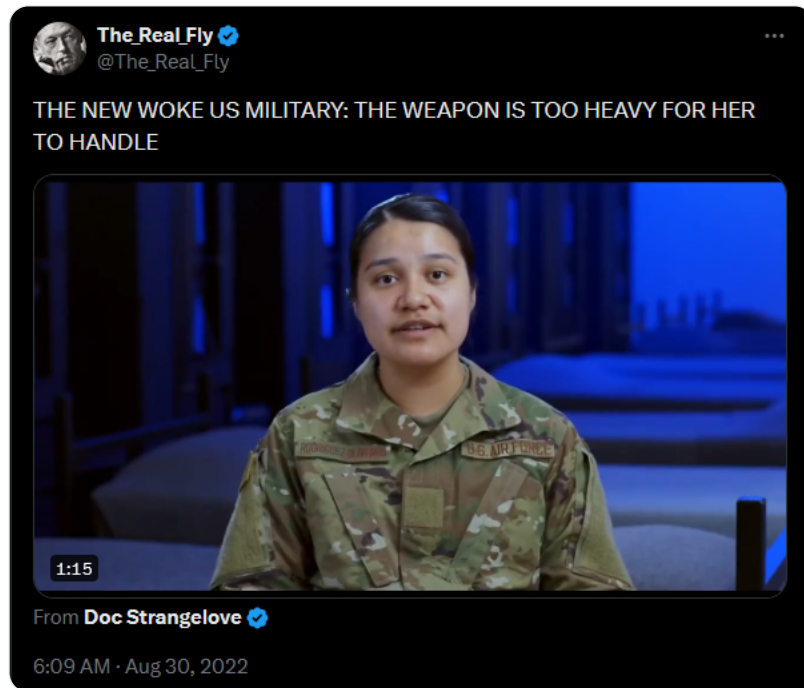 The_Real_Fly
@The_Real_Fly
THE NEW WOKE US MILITARY: THE WEAPON IS TOO HEAVY FOR HER
TO HANDLE
U.S. AIR FORCE
1:15
From Doc Strangelove
6:09 AM · Aug 30, 2022